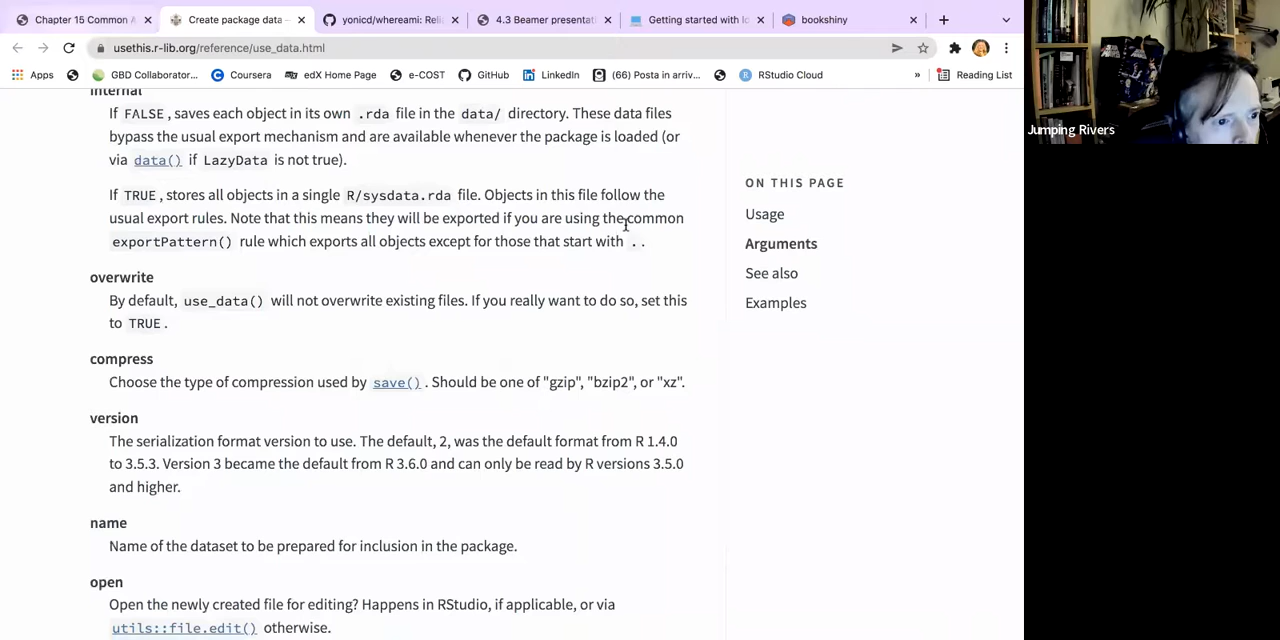 Chapter 15 Common A
Create package data –
yonicd/whereami: Reli
4.3 Beamer presentati
Getting started with lo
bookshiny
usethis.r-lib.org/reference/use_data.html
Apps
GBD Collaborator...
Coursera
edX Home Page
e-COST
GitHub
LinkedIn
(66) Posta in arriv...
RStudio Cloud
»
Reading List
internal
If FALSE, saves each object in its own .rda file in the data/ directory. These data files
bypass the usual export mechanism and are available whenever the package is loaded (or
via data() if LazyData is not true).
If TRUE, stores all objects in a single R/sysdata.rda file. Objects in this file follow the
usual export rules. Note that this means they will be exported if you are using the common
exportPattern() rule which exports all objects except for those that start with . .
overwrite
By default, use_data() will not overwrite existing files. If you really want to do so, set this
to TRUE.
compress
Choose the type of compression used by save(). Should be one of "gzip", "bzip2", or "xz".
version
The serialization format version to use. The default, 2, was the default format from R 1.4.0
to 3.5.3. Version 3 became the default from R 3.6.0 and can only be read by R versions 3.5.0
and higher.
name
Name of the dataset to be prepared for inclusion in the package.
open
Open the newly created file for editing? Happens in RStudio, if applicable, or via
utils::file.edit() otherwise.
ON THIS PAGE
Usage
Arguments
See also
Examples
Jumping Rivers